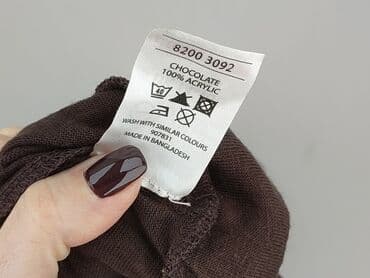 8200 3092
CHOCOLATE
100% ACRYLIC
40
WASH WITH SIMILAR COLOURS
907831
MADE IN BANGLADESH